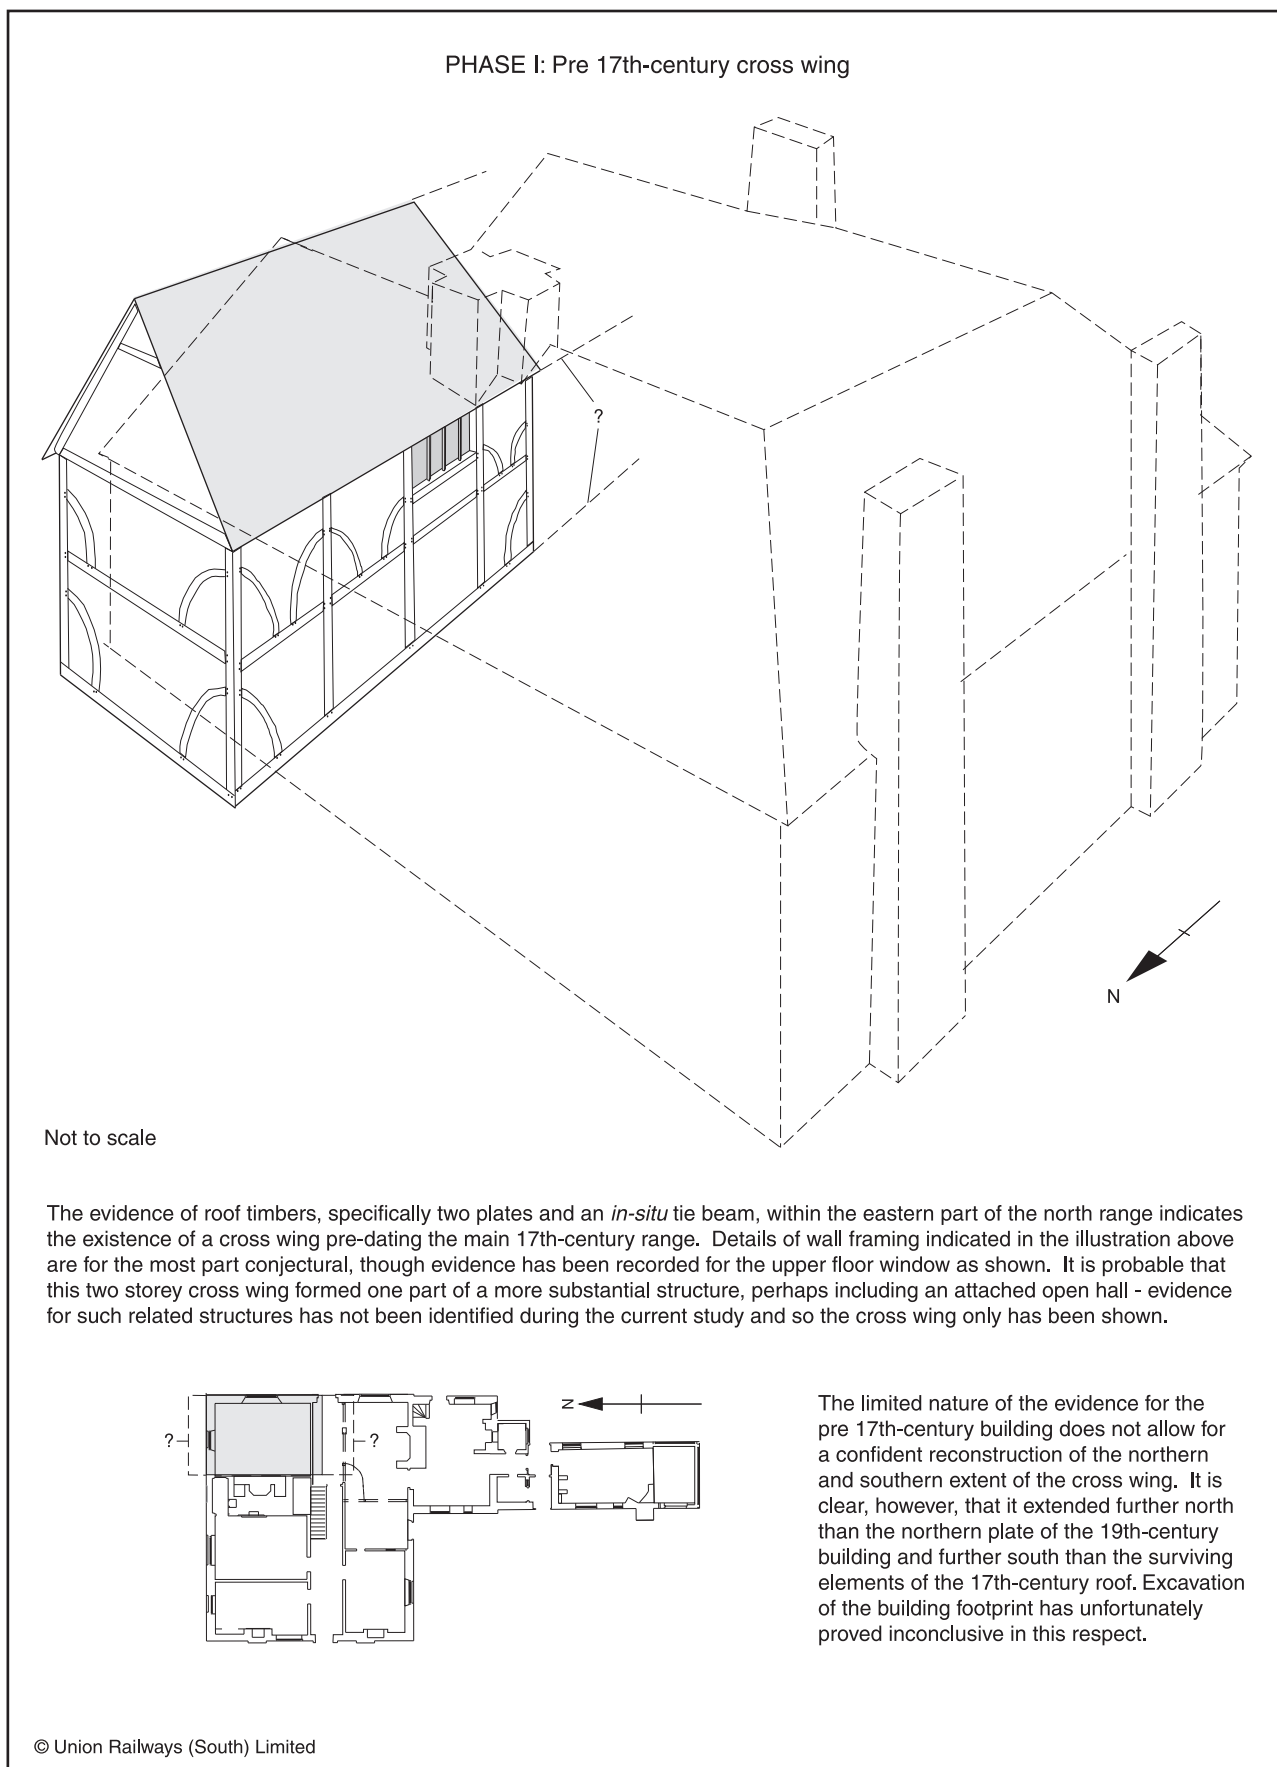 PHASE I: Pre 17th-century cross wing
?
N
Not to scale
The evidence of roof timbers, specifically two plates and an in-situ tie beam, within the eastern part of the north range indicates
the existence of a cross wing pre-dating the main 17th-century range. Details of wall framing indicated in the illustration above
are for the most part conjectural, though evidence has been recorded for the upper floor window as shown. It is probable that
this two storey cross wing formed one part of a more substantial structure, perhaps including an attached open hall - evidence
for such related structures has not been identified during the current study and so the cross wing only has been shown.
N
?
?
The limited nature of the evidence for the
pre 17th-century building does not allow for
a confident reconstruction of the northern
and southern extent of the cross wing. It is
clear, however, that it extended further north
than the northern plate of the 19th-century
building and further south than the surviving
elements of the 17th-century roof. Excavation
of the building footprint has unfortunately
proved inconclusive in this respect.
© Union Railways (South) Limited